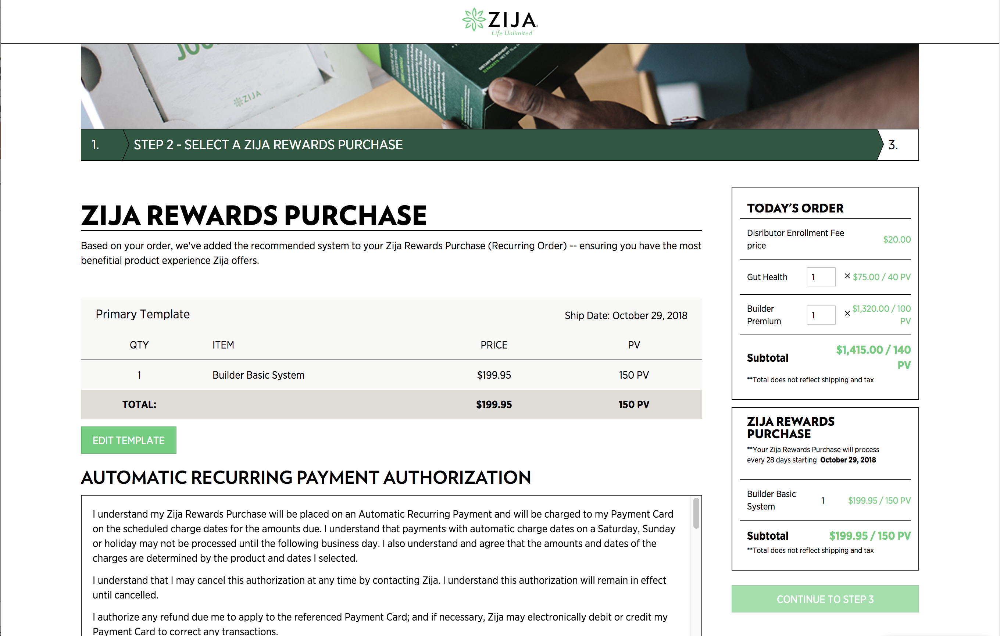 ZIJA
Life Unlimited™
ZIJA
DIETARY SUPPLEMENT
1.
STEP 2 - SELECT A ZIJA REWARDS PURCHASE
3.
ZIJA REWARDS PURCHASE
Based on your order, we've added the recommended system to your Zija Rewards Purchase (Recurring Order) -- ensuring you have the most
benefitial product experience Zija offers.
Primary Template
Ship Date: October 29, 2018
QTY ITEM PRICE PV
1 Builder Basic System $199.95 150 PV
TOTAL: $199.95 150 PV
EDIT TEMPLATE
AUTOMATIC RECURRING PAYMENT AUTHORIZATION
I understand my Zija Rewards Purchase will be placed on an Automatic Recurring Payment and will be charged to my Payment Card
on the scheduled charge dates for the amounts due. I understand that payments with automatic charge dates on a Saturday, Sunday
or holiday may not be processed until the following business day. I also understand and agree that the amounts and dates of the
charges are determined by the product and dates I selected.
I understand that I may cancel this authorization at any time by contacting Zija. I understand this authorization will remain in effect
until cancelled.
I authorize any refund due me to apply to the referenced Payment Card; and if necessary, Zija may electronically debit or credit my
Payment Card to correct any transactions.
TODAY'S ORDER
Disributor Enrollment Fee
price
$20.00
Gut Health 1 × $75.00 / 40 PV
Builder
Premium
1 × $1,320.00 / 100
PV
Subtotal
$1,415.00 / 140
PV
**Total does not reflect shipping and tax
ZIJA REWARDS
PURCHASE
**Your Zija Rewards Purchase will process
every 28 days starting October 29, 2018
Builder Basic
System
1 $199.95 / 150 PV
Subtotal $199.95 / 150 PV
**Total does not reflect shipping and tax
CONTINUE TO STEP 3